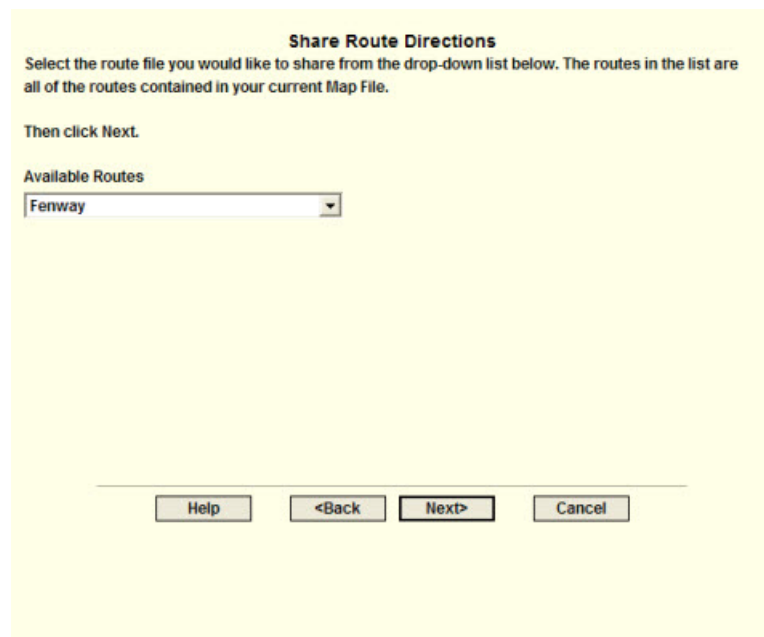 Share Route Directions
Select the route file you would like to share from the drop-down list below. The routes in the list are
all of the routes contained in your current Map File.
Then click Next.
Available Routes
Fenway
Help
<Back
Next>
Cancel